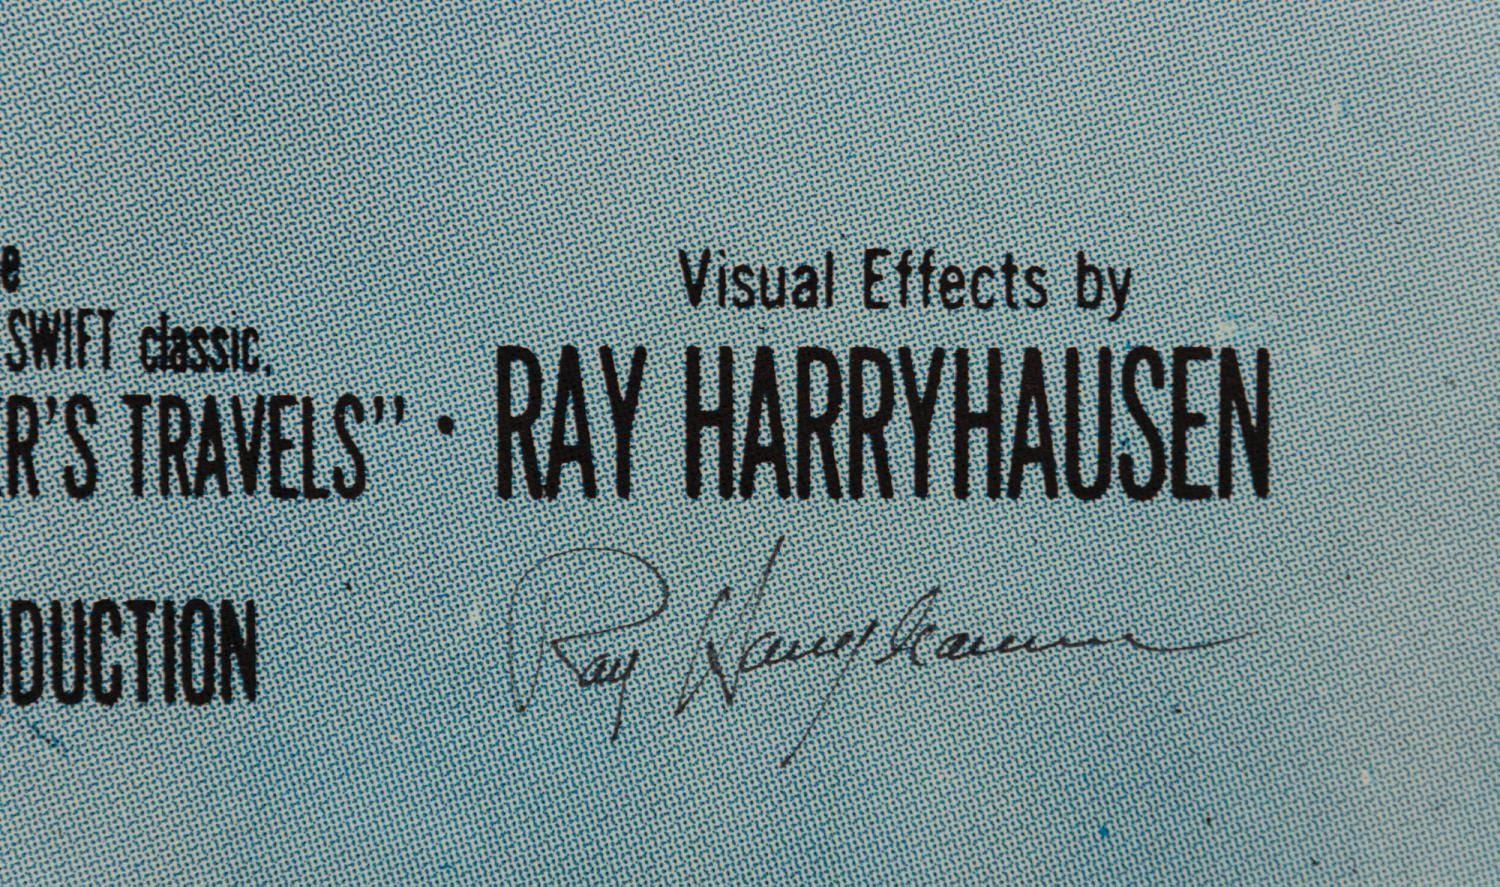 e
SWIFT classic,
R'S TRAVELS" •
DUCTION
Visual Effects by
RAY HARRYHAUSEN
Ray Harryhausen